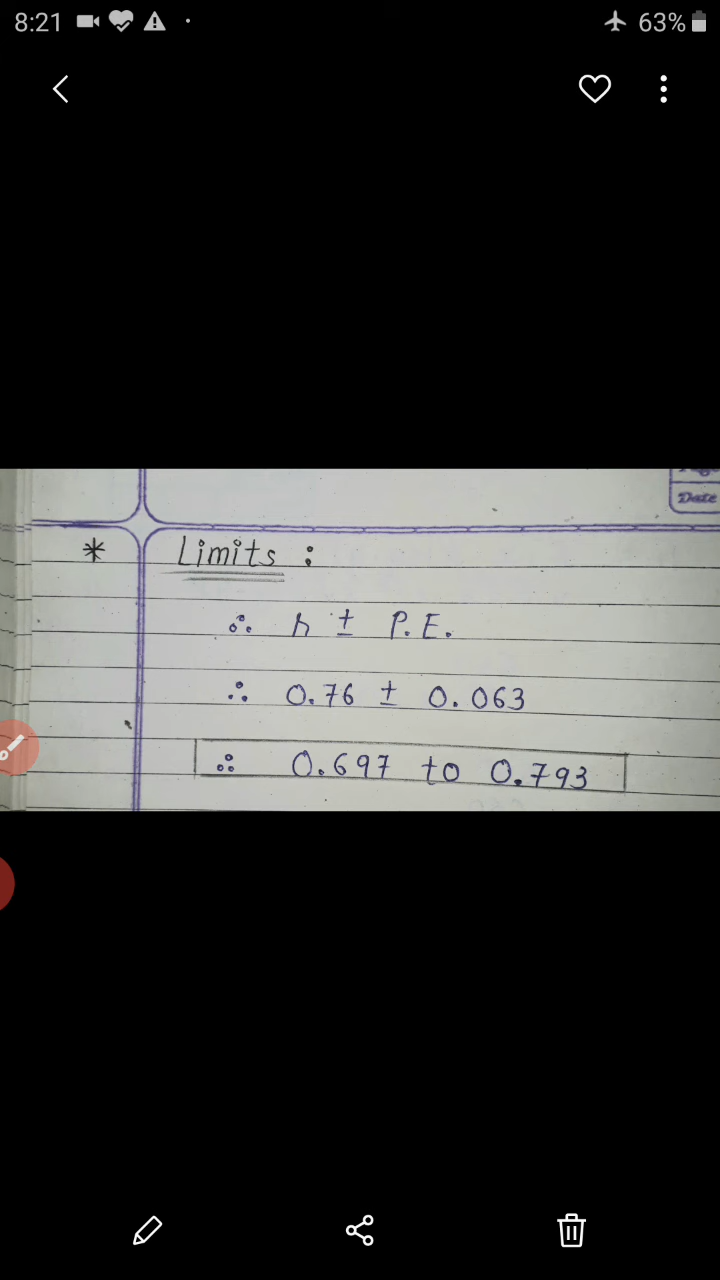 8:21 63%
Date
* Limits :
∴ r ± P.E.
∴ 0.76 ± 0.063
∴ 0.697 to 0.793